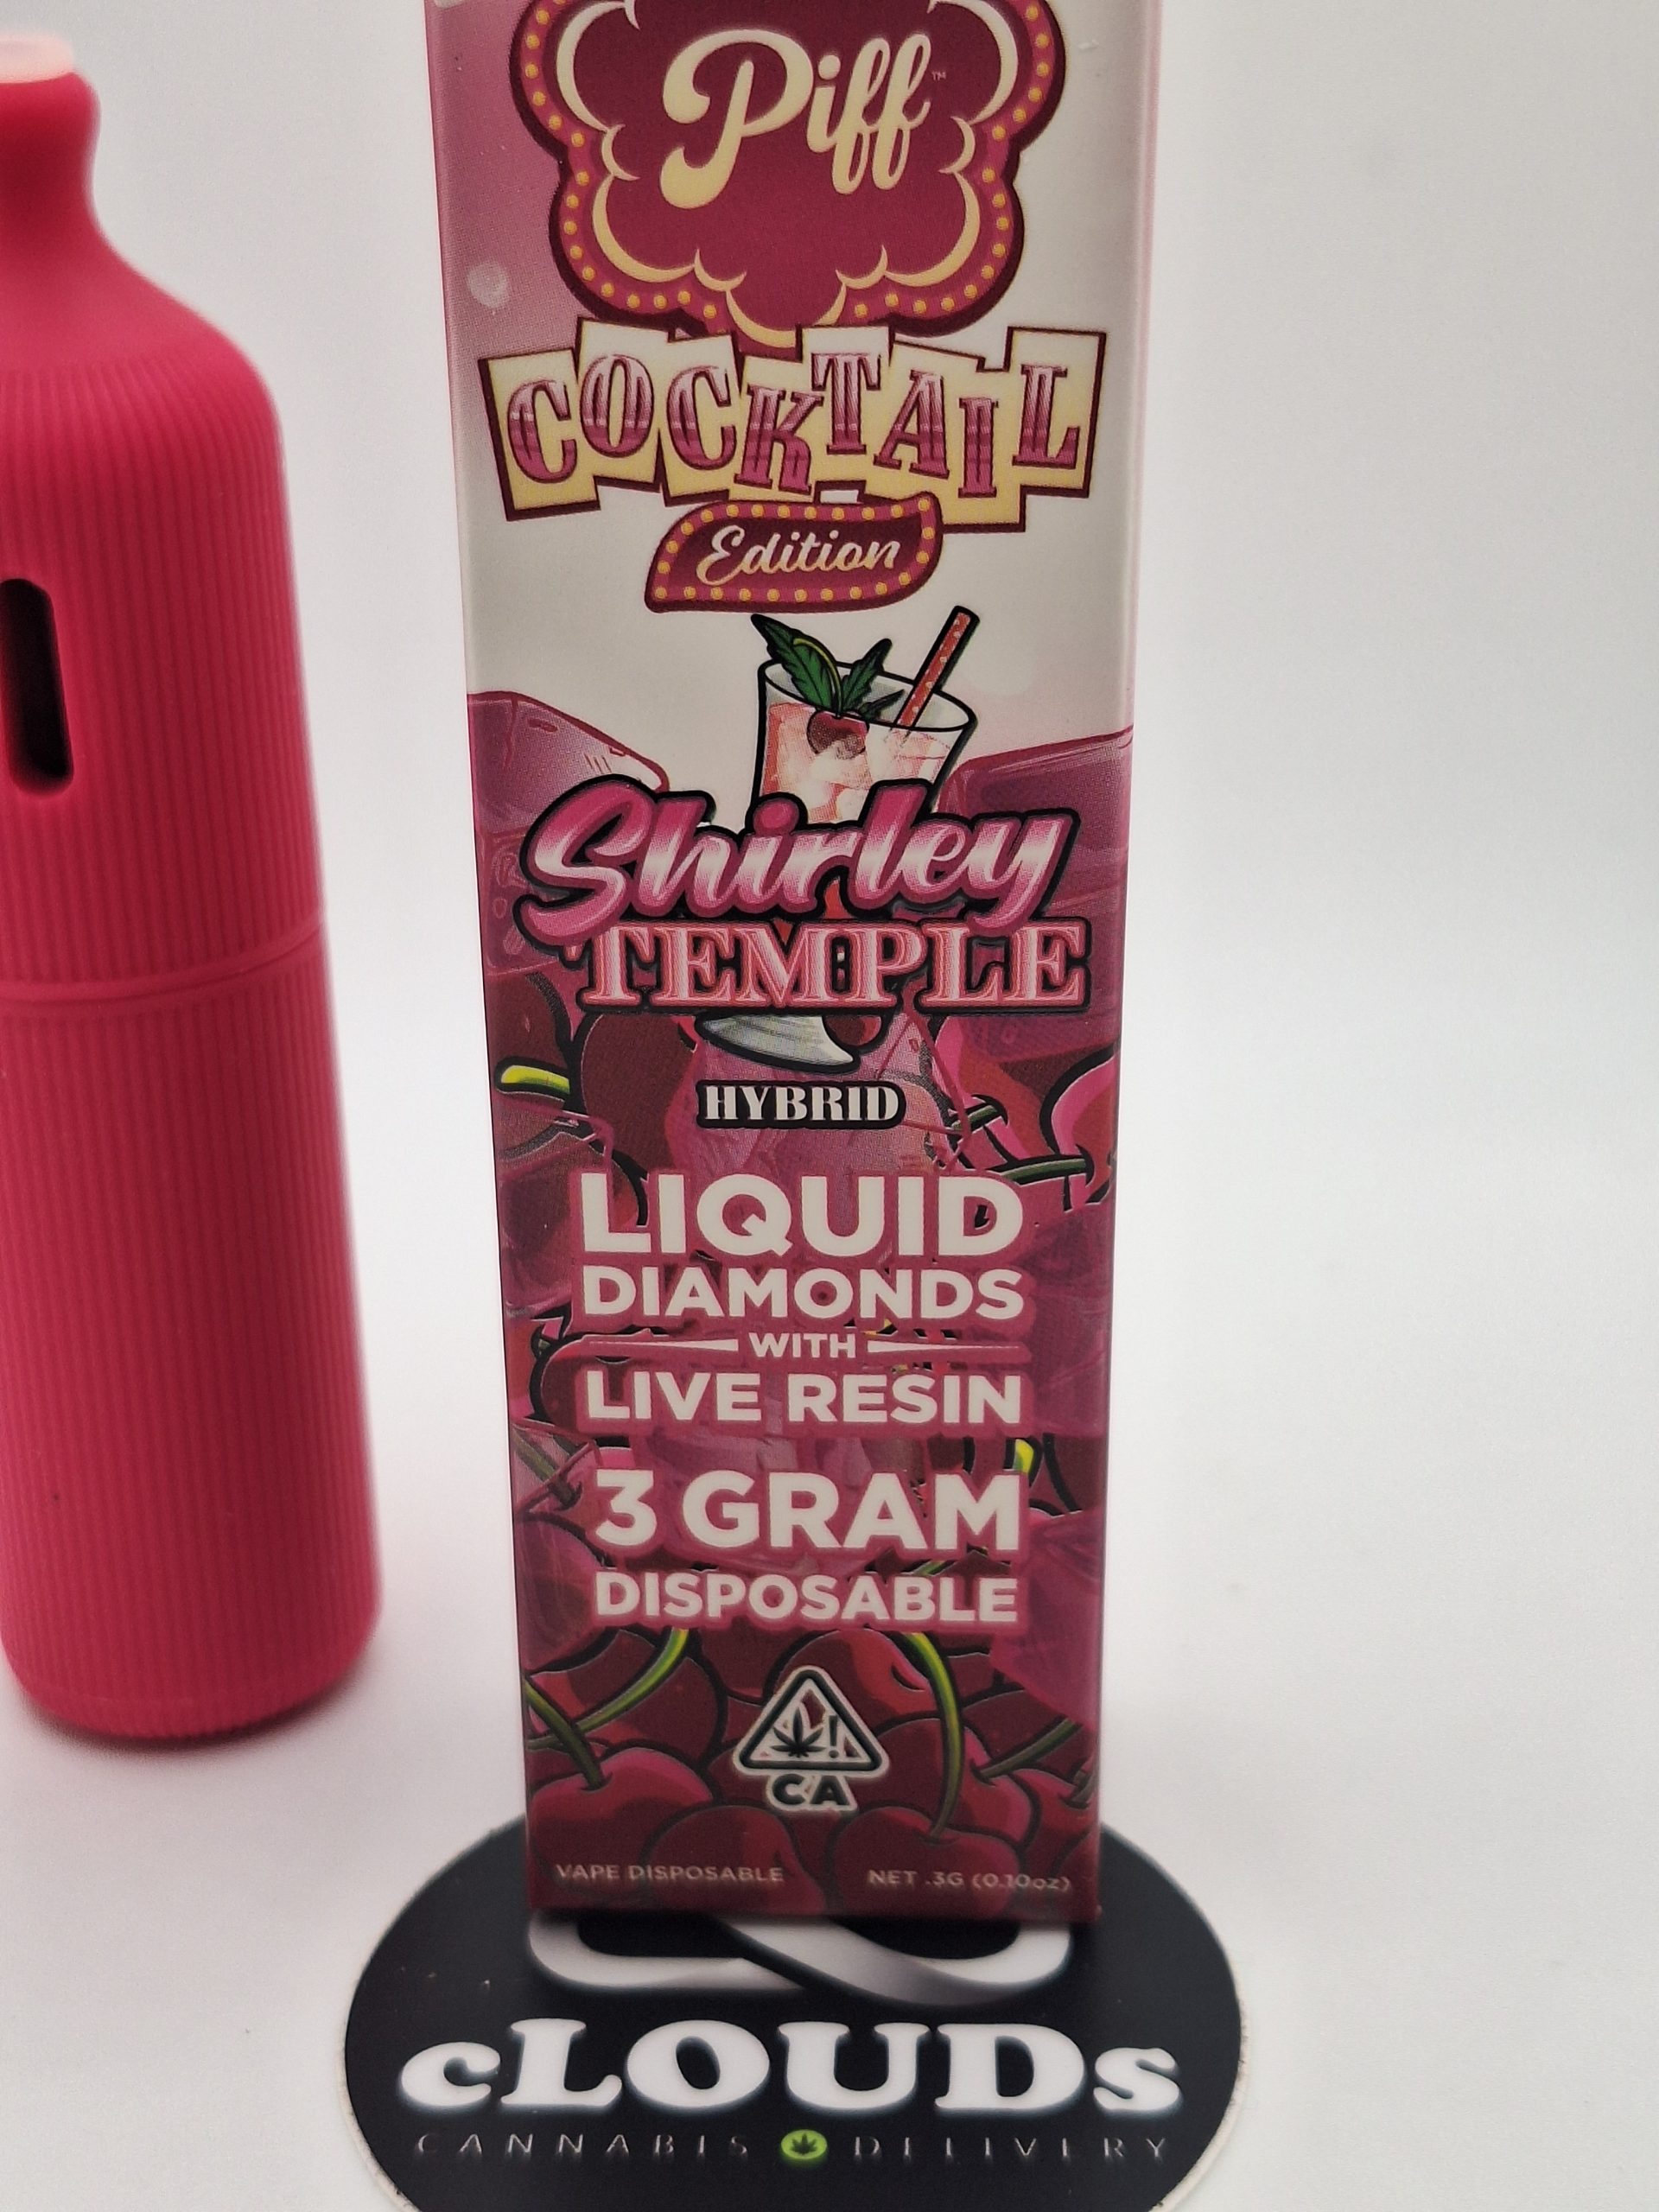 Piff™
COCKTAIL
Edition
Shirley
TEMPLE
HYBRID
LIQUID
DIAMONDS
WITH
LIVE RESIN
3 GRAM
DISPOSABLE
!
CA
VAPE DISPOSABLE NET .3G (0.10oz)
cLOUDs
CANNABIS DELIVERY